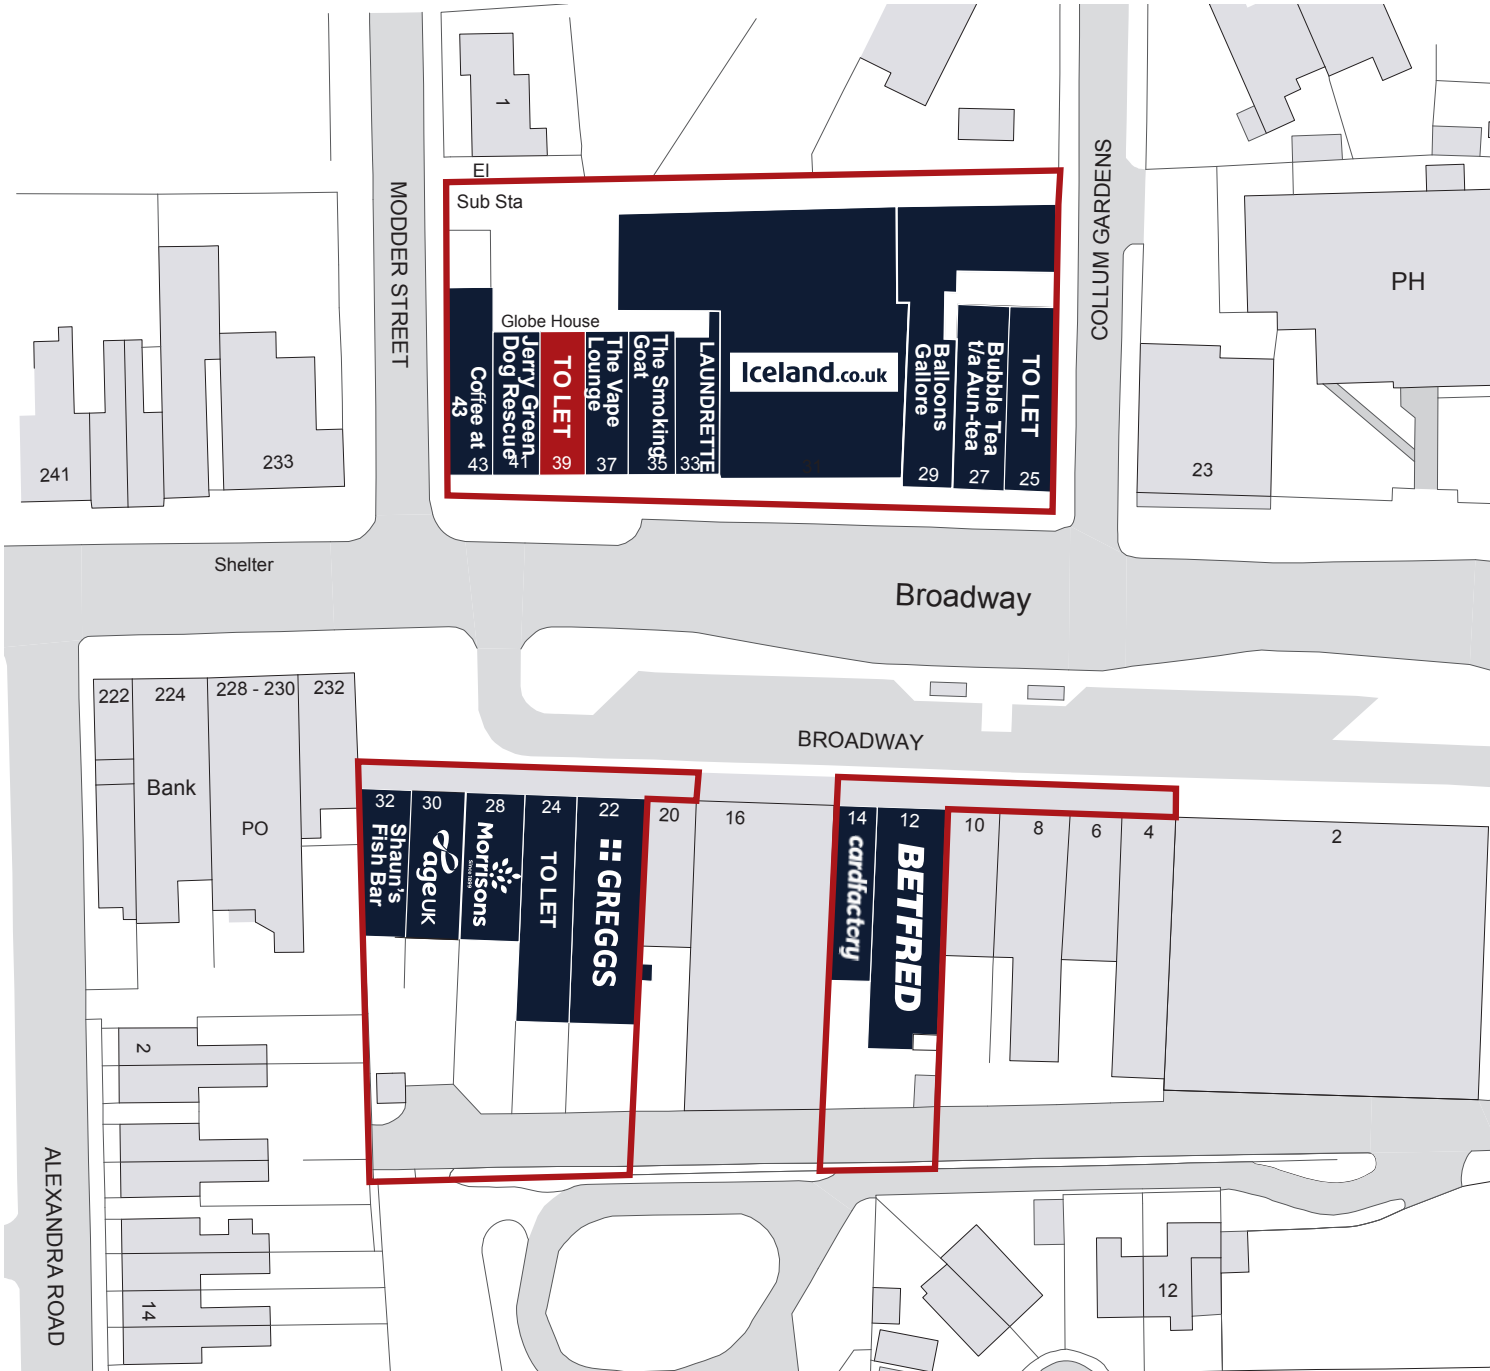 1
El
Sub Sta
MODDER STREET
COLLUM GARDENS
PH
Globe House
Coffee at
43
43
Jerry Green
Dog Rescue
41
TO LET
39
The Vape
Lounge
37
The Smoking
Goat
35
LAUNDRETTE
33
Iceland.co.uk
31
Balloons
Gallore
29
Bubble Tea
t/a Aun-tea
27
TO LET
25
241
233
23
Shelter
Broadway
222
224
228 - 230
232
Bank
PO
BROADWAY
32
Shaun's
Fish Bar
30
ageUK
28
Morrisons
Since 1899
24
TO LET
22
GREGGS
20
16
14
cardfactory
12
BETFRED
10
8
6
4
2
2
14
ALEXANDRA ROAD
12